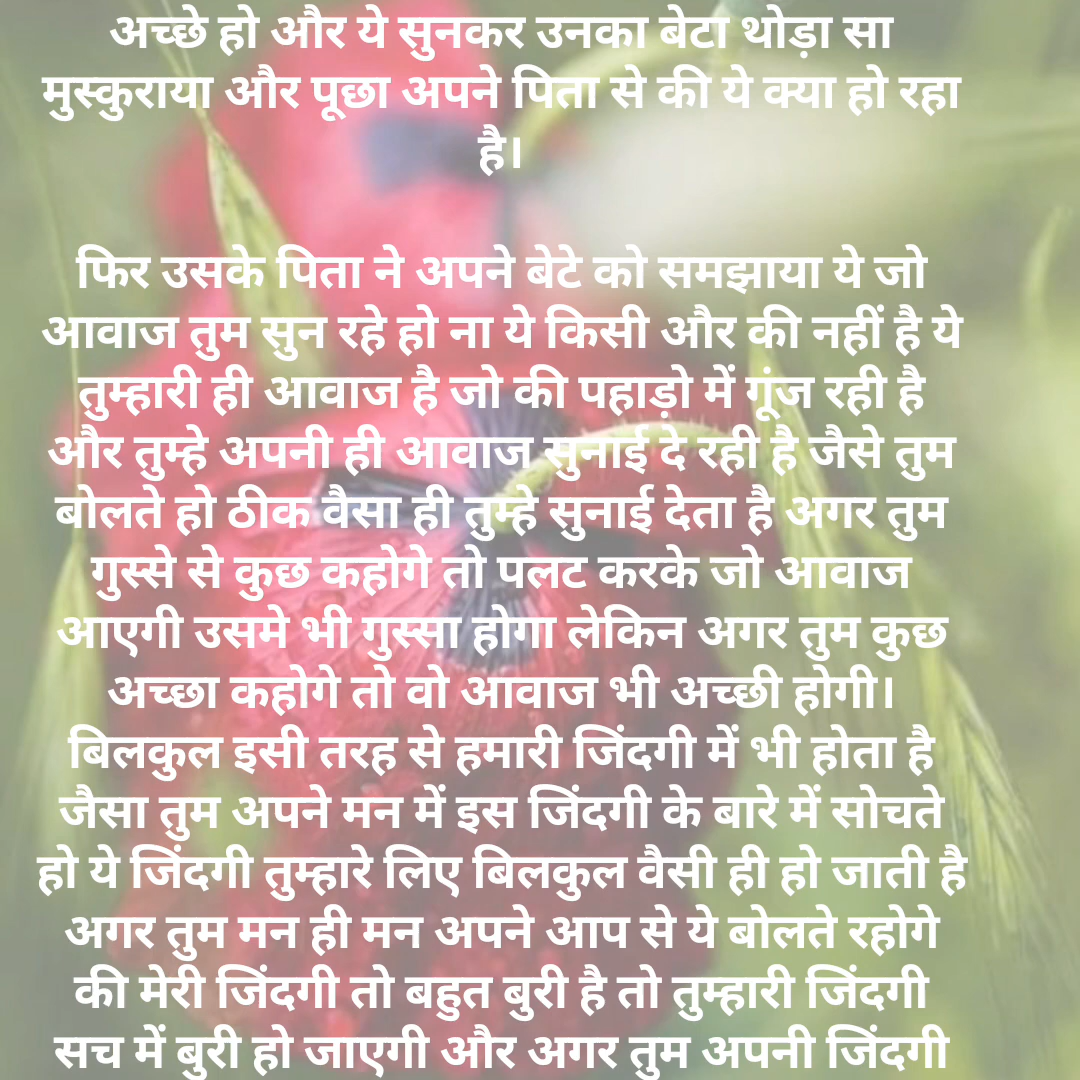 अच्छे हो और ये सुनकर उनका बेटा थोड़ा सा
मुस्कुराया और पूछा अपने पिता से की ये क्या हो रहा
है।
फिर उसके पिता ने अपने बेटे को समझाया ये जो
आवाज तुम सुन रहे हो ना ये किसी और की नहीं है ये
तुम्हारी ही आवाज है जो की पहाड़ो में गूंज रही है
और तुम्हे अपनी ही आवाज सुनाई दे रही है जैसे तुम
बोलते हो ठीक वैसा ही तुम्हे सुनाई देता है अगर तुम
गुस्से से कुछ कहोगे तो पलट करके जो आवाज
आएगी उसमे भी गुस्सा होगा लेकिन अगर तुम कुछ
अच्छा कहोगे तो वो आवाज भी अच्छी होगी।
बिलकुल इसी तरह से हमारी जिंदगी में भी होता है
जैसा तुम अपने मन में इस जिंदगी के बारे में सोचते
हो ये जिंदगी तुम्हारे लिए बिलकुल वैसी ही हो जाती है
अगर तुम मन ही मन अपने आप से ये बोलते रहोगे
की मेरी जिंदगी तो बहुत बुरी है तो तुम्हारी जिंदगी
सच में बुरी हो जाएगी और अगर तुम अपनी जिंदगी